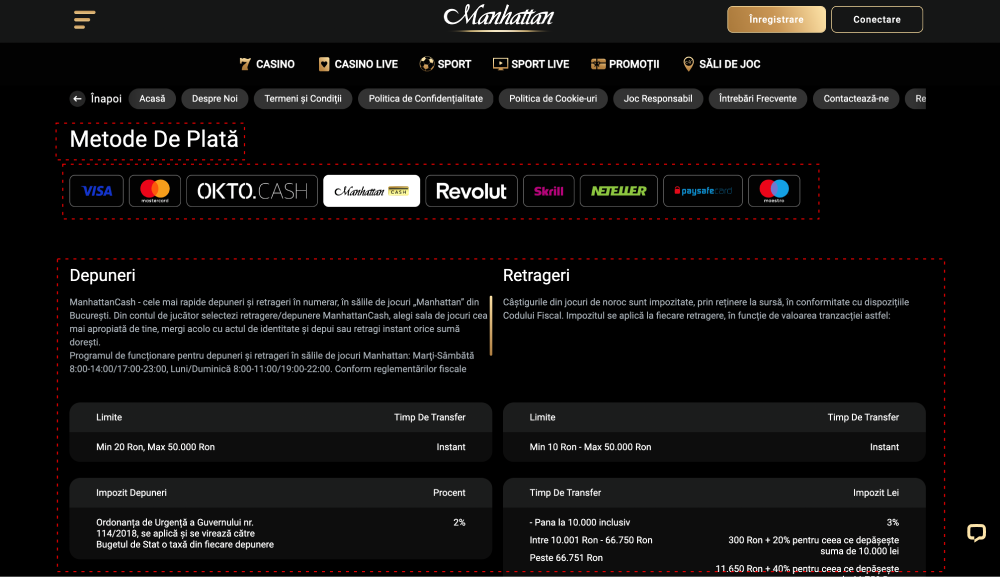 Manhattan
Înregistrare
Conectare
CASINO
CASINO LIVE
SPORT
SPORT LIVE
PROMOȚII
SĂLI DE JOC
Înapoi
Acasă
Despre Noi
Termeni și Condiții
Politica de Confidențialitate
Politica de Cookie-uri
Joc Responsabil
Întrebări Frecvente
Contactează-ne
Re
Metode De Plată
VISA
mastercard
OKTO.CASH
Manhattan CASH
Revolut
Skrill
NETELLER
paysafecard
maestro
Depuneri
ManhattanCash - cele mai rapide depuneri și retrageri în numerar, în sălile de jocuri „Manhattan” din
București. Din contul de jucător selectezi retragere/depunere ManhattanCash, alegi sala de jocuri cea
mai apropiată de tine, mergi acolo cu actul de identitate și depui sau retragi instant orice sumă
dorești.
Programul de funcționare pentru depuneri și retrageri în sălile de jocuri Manhattan: Marți-Sâmbătă
8:00-14:00/17:00-23:00, Luni/Duminică 8:00-11:00/19:00-22:00. Conform reglementărilor fiscale
Retrageri
Câștigurile din jocuri de noroc sunt impozitate, prin reținere la sursă, în conformitate cu dispozițiile
Codului Fiscal. Impozitul se aplică la fiecare retragere, în funcție de valoarea tranzacției astfel:
Limite Timp De Transfer
Min 20 Ron, Max 50.000 Ron Instant
Limite Timp De Transfer
Min 10 Ron - Max 50.000 Ron Instant
Impozit Depuneri Procent
Ordonanța de Urgență a Guvernului nr. 2%
114/2018, se aplică și se virează către
Bugetul de Stat o taxă din fiecare depunere
Timp De Transfer Impozit Lei
- Pana la 10.000 inclusiv 3%
Intre 10.001 Ron - 66.750 Ron 300 Ron + 20% pentru ceea ce depășește
suma de 10.000 lei
Peste 66.751 Ron
11.650 Ron + 40% pentru ceea ce depășește